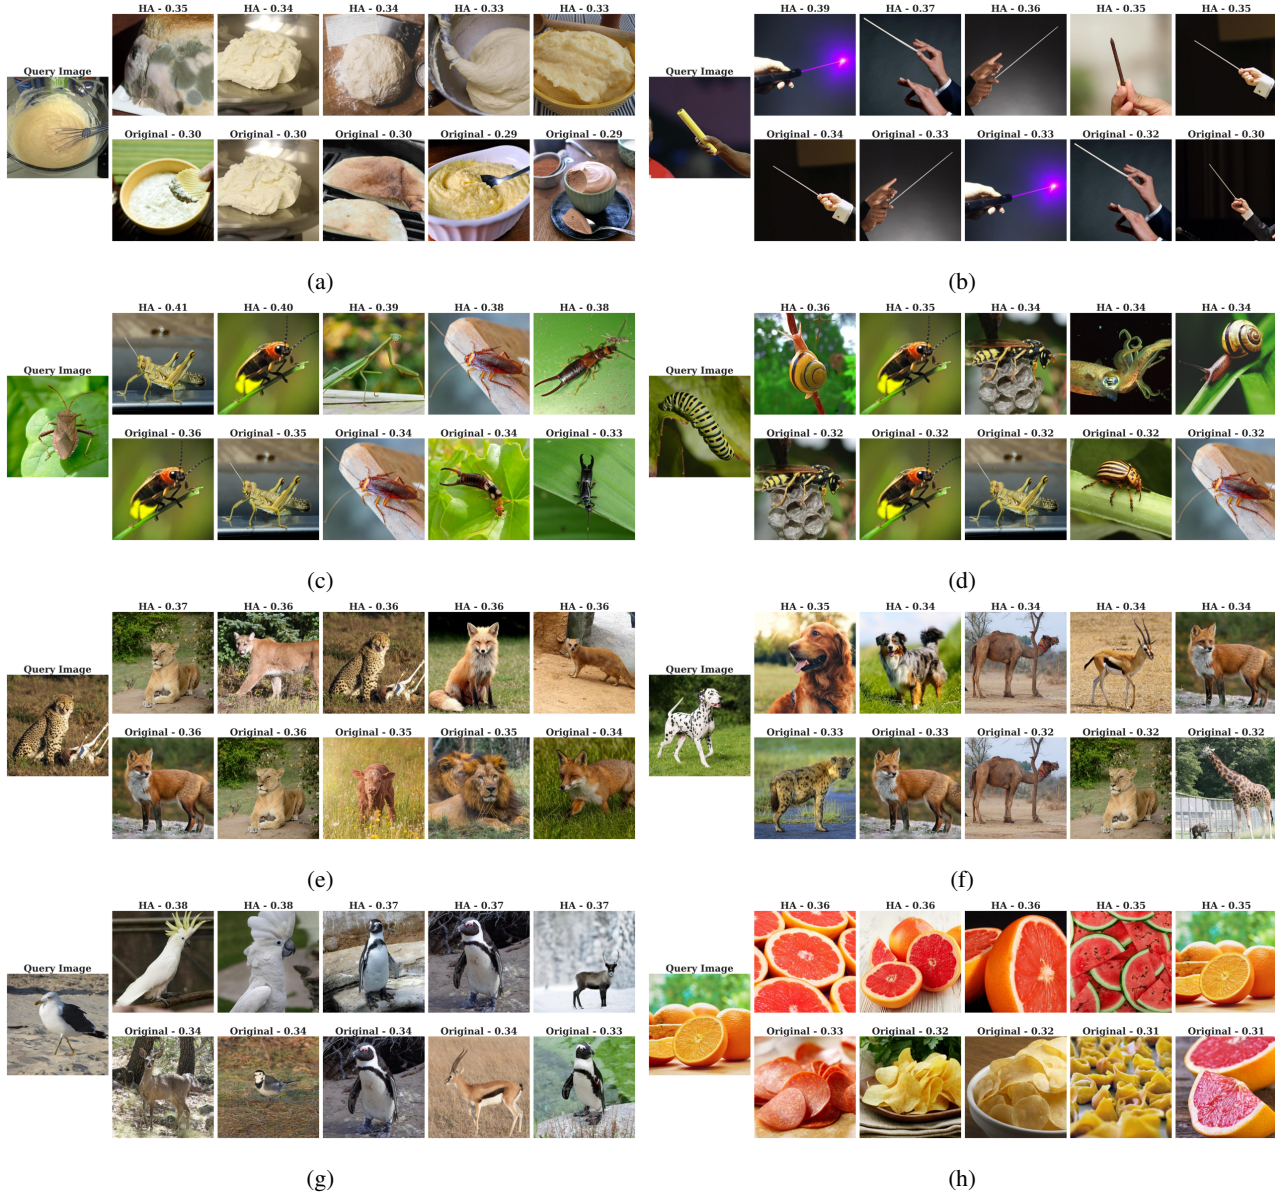 HA - 0.35 HA - 0.34 HA - 0.34 HA - 0.33 HA - 0.33
Query Image
Original - 0.30 Original - 0.30 Original - 0.30 Original - 0.29 Original - 0.29
(a)
HA - 0.39 HA - 0.37 HA - 0.36 HA - 0.35 HA - 0.35
Query Image
Original - 0.34 Original - 0.33 Original - 0.33 Original - 0.32 Original - 0.30
(b)
HA - 0.41 HA - 0.40 HA - 0.39 HA - 0.38 HA - 0.38
Query Image
Original - 0.36 Original - 0.35 Original - 0.34 Original - 0.34 Original - 0.33
(c)
HA - 0.36 HA - 0.35 HA - 0.34 HA - 0.34 HA - 0.34
Query Image
Original - 0.32 Original - 0.32 Original - 0.32 Original - 0.32 Original - 0.32
(d)
HA - 0.37 HA - 0.36 HA - 0.36 HA - 0.36 HA - 0.36
Query Image
Original - 0.36 Original - 0.36 Original - 0.35 Original - 0.35 Original - 0.34
(e)
HA - 0.35 HA - 0.34 HA - 0.34 HA - 0.34 HA - 0.34
Query Image
Original - 0.33 Original - 0.33 Original - 0.32 Original - 0.32 Original - 0.32
(f)
HA - 0.38 HA - 0.38 HA - 0.37 HA - 0.37 HA - 0.37
Query Image
Original - 0.34 Original - 0.34 Original - 0.34 Original - 0.34 Original - 0.33
(g)
HA - 0.36 HA - 0.36 HA - 0.36 HA - 0.35 HA - 0.35
Query Image
Original - 0.33 Original - 0.32 Original - 0.32 Original - 0.31 Original - 0.31
(h)